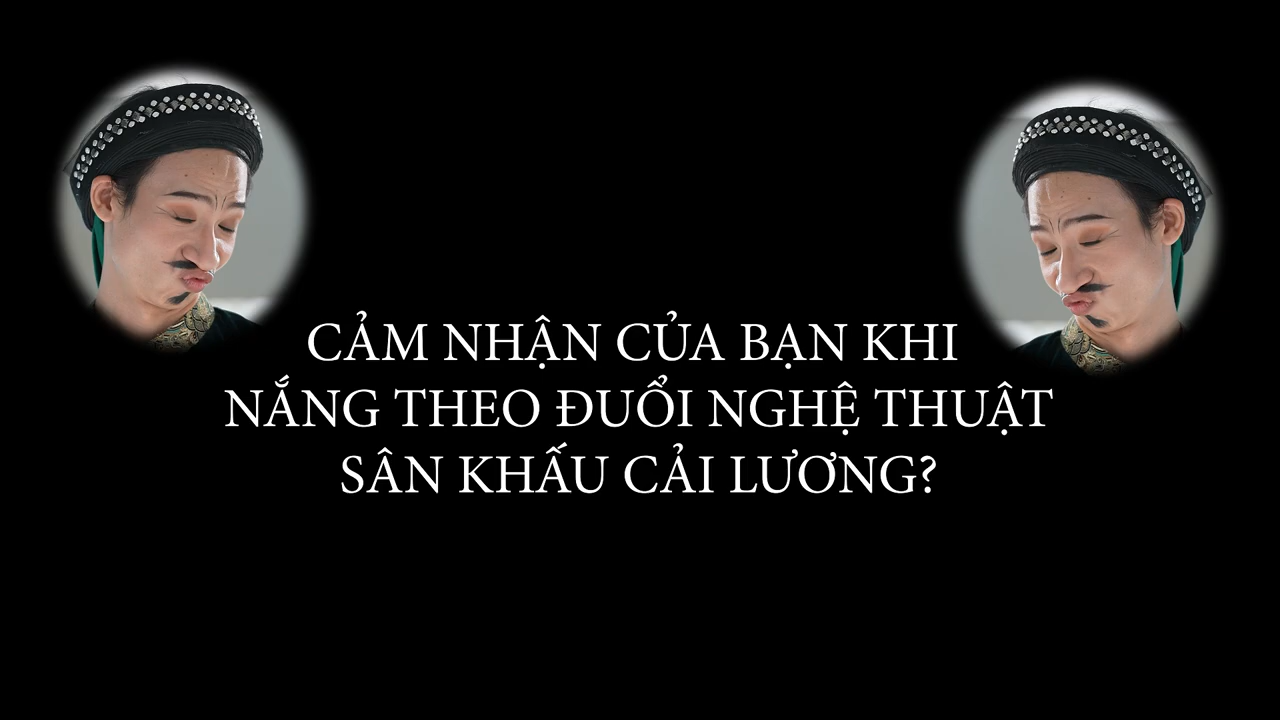 CẢM NHẬN CỦA BẠN KHI
NẮNG THEO ĐUỔI NGHỆ THUẬT
SÂN KHẤU CẢI LƯƠNG?